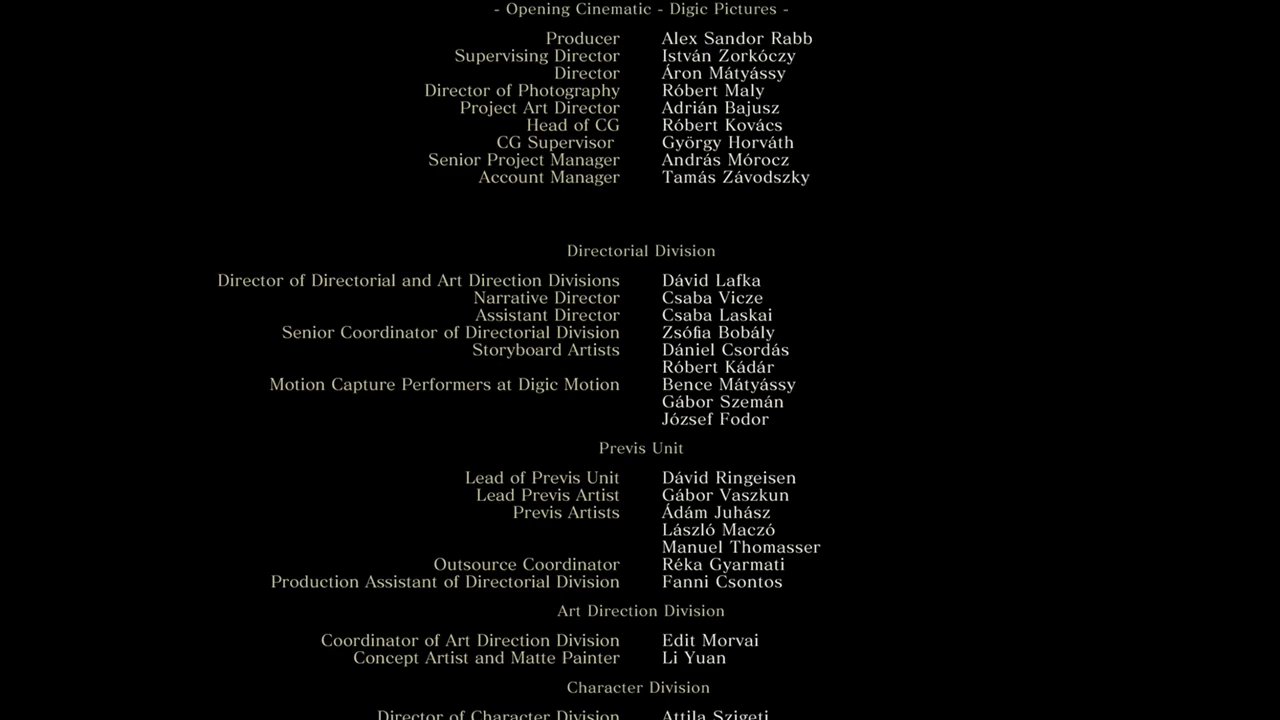 - Opening Cinematic - Digic Pictures -
Producer Alex Sandor Rabb
Supervising Director István Zorkóczy
Director Áron Mátyássy
Director of Photography Róbert Maly
Project Art Director Adrián Bajusz
Head of CG Róbert Kovács
CG Supervisor György Horváth
Senior Project Manager András Mórocz
Account Manager Tamás Závodszky
Directorial Division
Director of Directorial and Art Direction Divisions Dávid Lafka
Narrative Director Csaba Vicze
Assistant Director Csaba Laskai
Senior Coordinator of Directorial Division Zsófia Bobály
Storyboard Artists Dániel Csordás
Róbert Kádár
Motion Capture Performers at Digic Motion Bence Mátyássy
Gábor Szemán
József Fodor
Previs Unit
Lead of Previs Unit Dávid Ringeisen
Lead Previs Artist Gábor Vaszkun
Previs Artists Ádám Juhász
László Maczó
Manuel Thomasser
Outsource Coordinator Réka Gyarmati
Production Assistant of Directorial Division Fanni Csontos
Art Direction Division
Coordinator of Art Direction Division Edit Morvai
Concept Artist and Matte Painter Li Yuan
Character Division
Director of Character Division Attila Szigeti